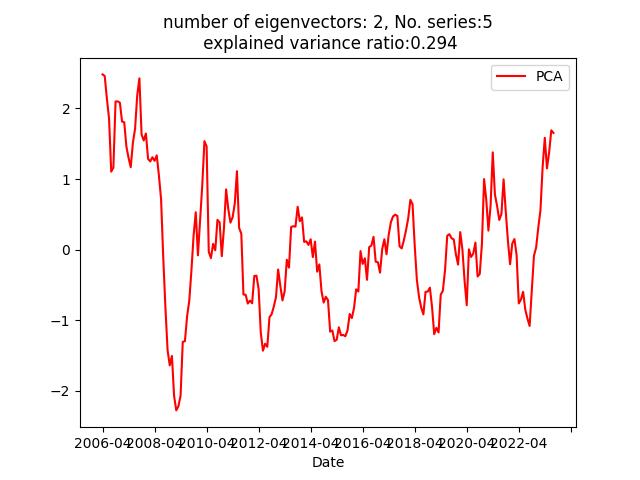 number of eigenvectors: 2, No. series:5
explained variance ratio:0.294
PCA
2
1
0
−1
−2
2006-04 2008-04 2010-04 2012-04 2014-04 2016-04 2018-04 2020-04 2022-04
Date